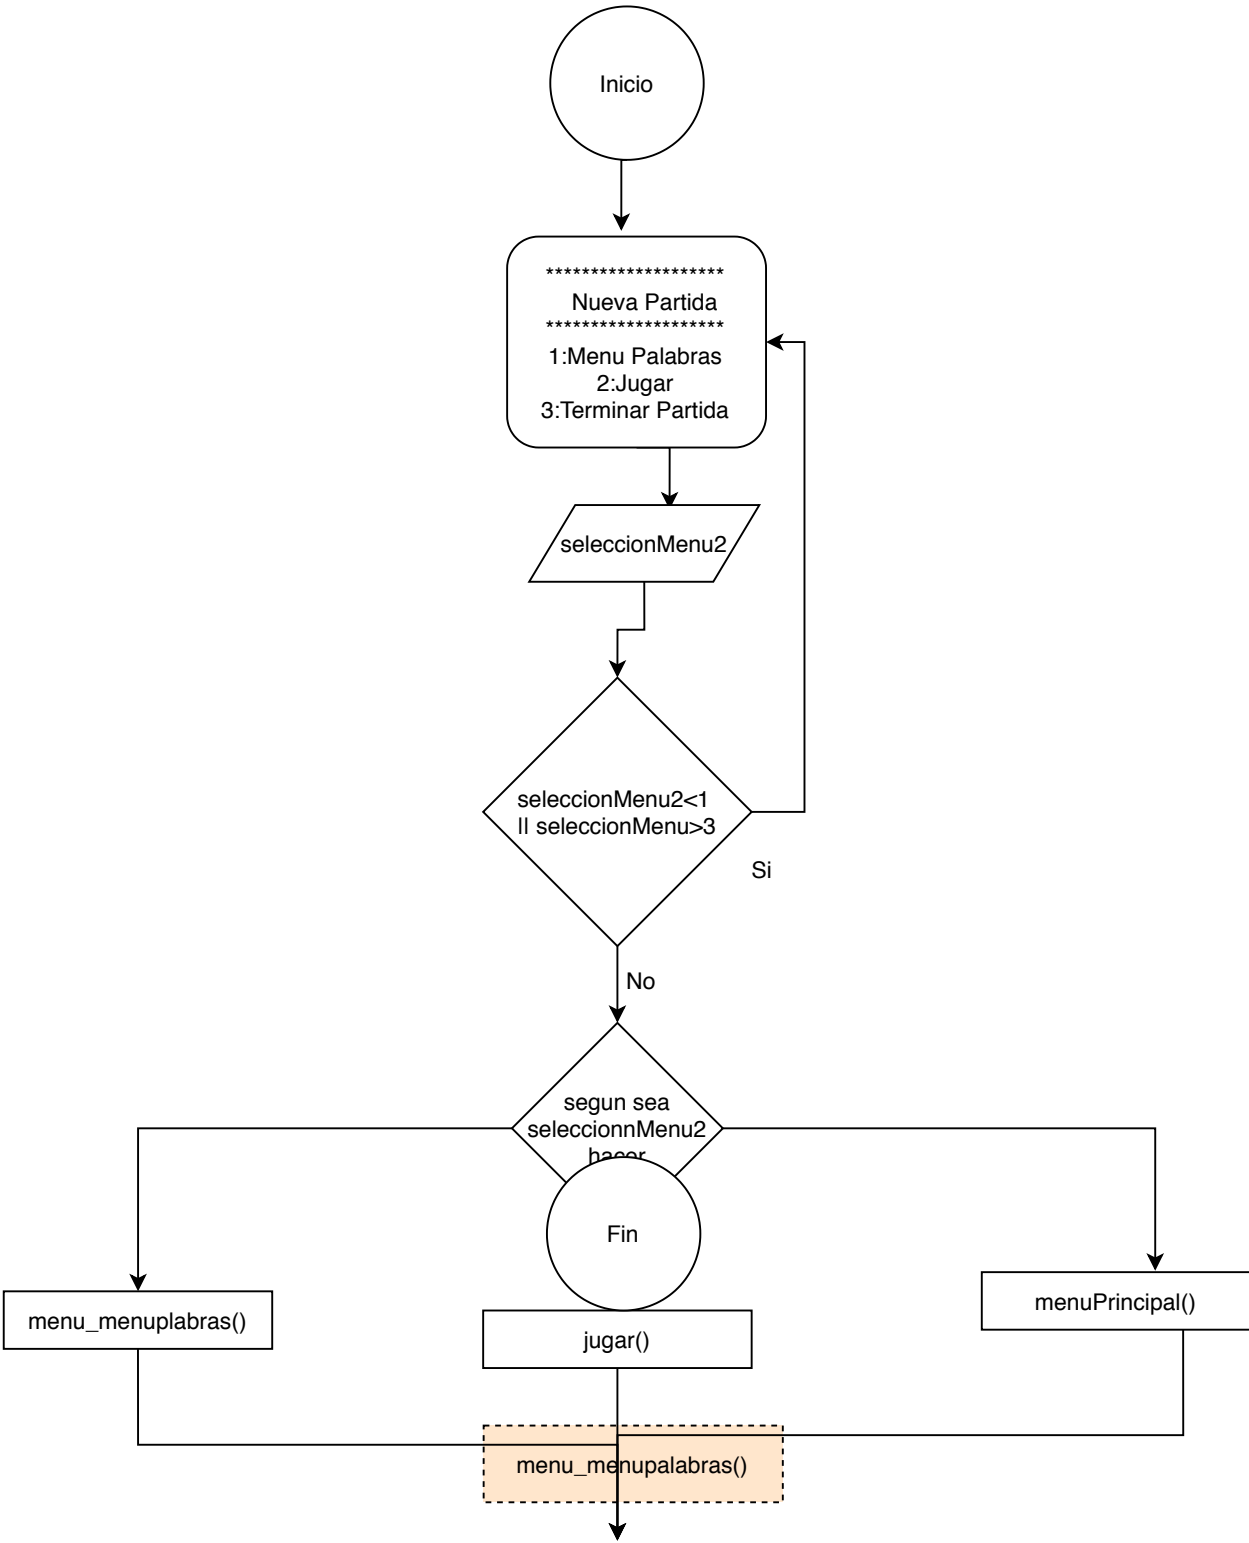 Inicio
********************
Nueva Partida
********************
1:Menu Palabras
2:Jugar
3:Terminar Partida
seleccionMenu2
seleccionMenu2<1
|| seleccionMenu>3
Si
No
segun sea
seleccionnMenu2
hacer
Fin
menu_menuplabras()
jugar()
menuPrincipal()
menu_menupalabras()